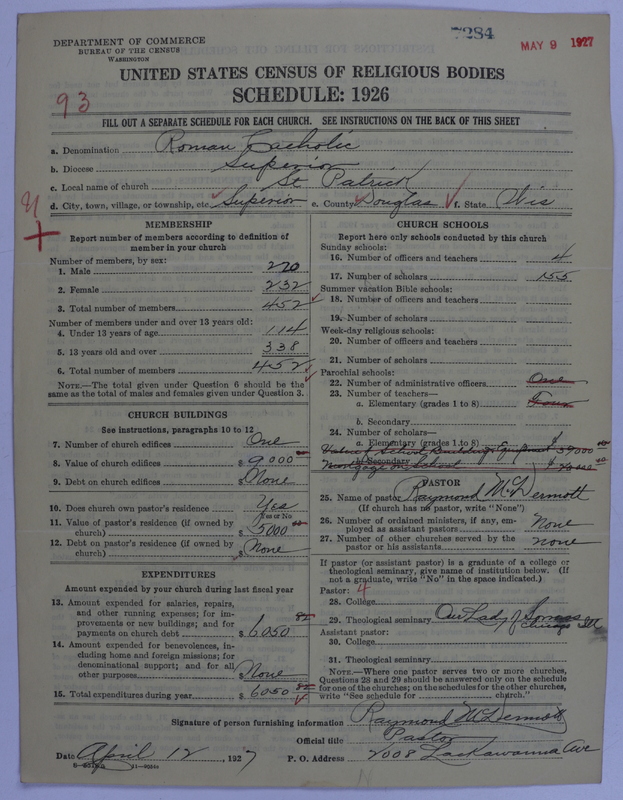 7284
MAY 9 1927
DEPARTMENT OF COMMERCE
BUREAU OF THE CENSUS
WASHINGTON
UNITED STATES CENSUS OF RELIGIOUS BODIES
SCHEDULE: 1926
93
FILL OUT A SEPARATE SCHEDULE FOR EACH CHURCH. SEE INSTRUCTIONS ON THE BACK OF THIS SHEET
a. Denomination Roman Catholic
b. Diocese Superior
c. Local name of church St Patrick
d. City, town, village, or township, etc Superior e. County Douglas f. State Wis
MEMBERSHIP
Report number of members according to definition of
member in your church
Number of members, by sex:
1. Male 220
2. Female 232
3. Total number of members 452
Number of members under and over 13 years old:
4. Under 13 years of age 114
5. 13 years old and over 338
6. Total number of members 452
NOTE.—The total given under Question 6 should be the
same as the total of males and females given under Question 3.
CHURCH BUILDINGS
See instructions, paragraphs 10 to 12
7. Number of church edifices One
8. Value of church edifices $ 9000
9. Debt on church edifices $ None
10. Does church own pastor's residence Yes
(Yes or No)
11. Value of pastor's residence (if owned by
church) $ 5000
12. Debt on pastor's residence (if owned by
church) $ None
EXPENDITURES
Amount expended by your church during last fiscal year
13. Amount expended for salaries, repairs,
and other running expenses; for im-
provements or new buildings; and for
payments on church debt $ 6050
14. Amount expended for benevolences, in-
cluding home and foreign missions; for
denominational support; and for all
other purposes $ None
15. Total expenditures during year $ 6050
CHURCH SCHOOLS
Report here only schools conducted by this church
Sunday schools:
16. Number of officers and teachers 4
17. Number of scholars 155
Summer vacation Bible schools:
18. Number of officers and teachers
19. Number of scholars
Week-day religious schools:
20. Number of officers and teachers
21. Number of scholars
Parochial schools:
22. Number of administrative officers One
23. Number of teachers—
a. Elementary (grades 1 to 8) Four
b. Secondary
24. Number of scholars—
a. Elementary (grades 1 to 8)
Value of School Building Equipment $ 39000
b. Secondary
Mortgage on School $
PASTOR
25. Name of pastor Raymond McDermott
(If church has no pastor, write "None")
26. Number of ordained ministers, if any, em-
ployed as assistant pastors None
27. Number of other churches served by the
pastor or his assistants none
If pastor (or assistant pastor) is a graduate of a college or
theological seminary, give name of institution below. (If
not a graduate, write "No" in the space indicated.)
Pastor: 4
28. College
29. Theological seminary Our Lady of
Chicago Ill
Assistant pastor:
30. College
31. Theological seminary
NOTE.—Where one pastor serves two or more churches,
Questions 28 and 29 should be answered only on the schedule
for one of the churches; on the schedules for the other churches,
write "See schedule for church."
Signature of person furnishing information Raymond McDermott
Official title Pastor
Date April 12, 1927 P. O. Address 2008 Lackawanna Ave